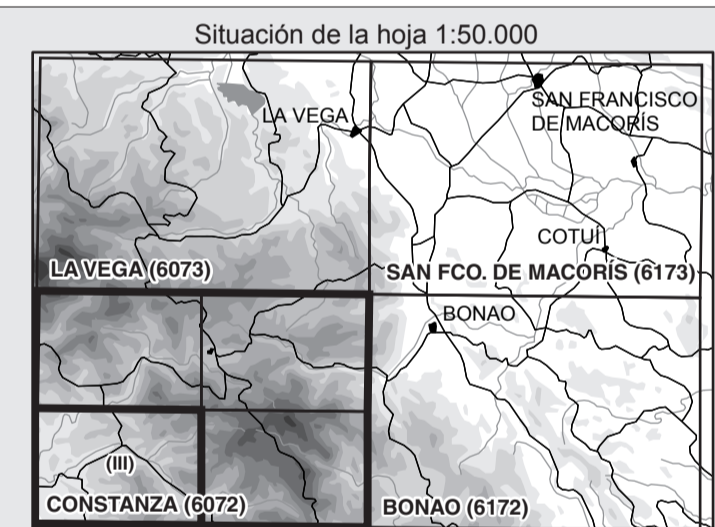 Situación de la hoja 1:50.000
LA VEGA
SAN FRANCISCO
DE MACORÍS
COTUÍ
LA VEGA (6073)
SAN FCO. DE MACORÍS (6173)
BONAO
(III)
CONSTANZA (6072)
BONAO (6172)